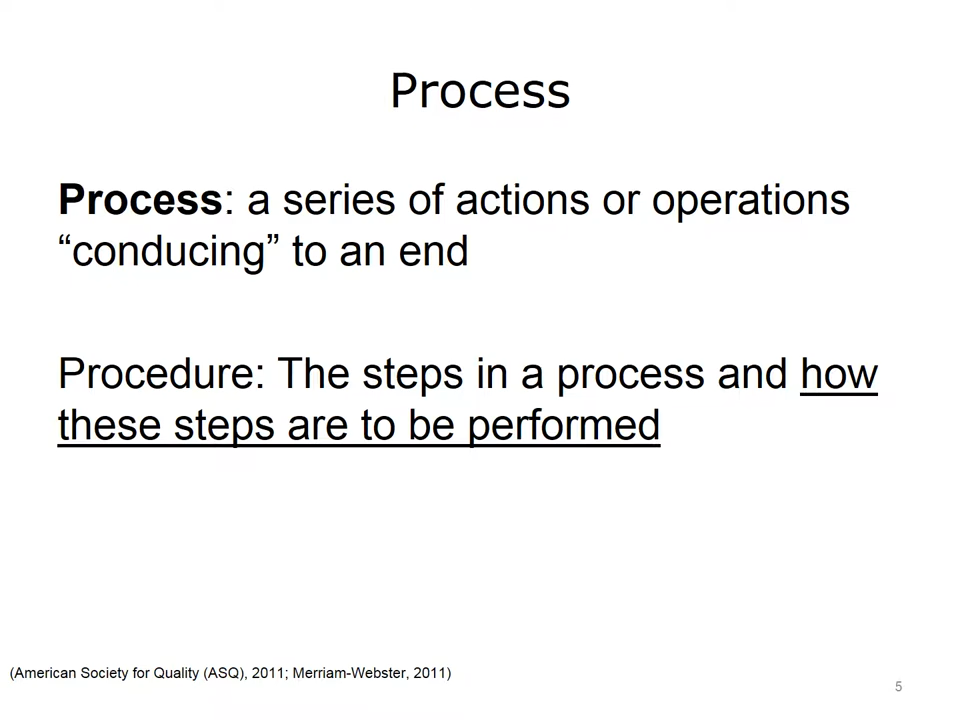 Process
Process: a series of actions or operations
“conducing” to an end
Procedure: The steps in a process and how
these steps are to be performed
(American Society for Quality (ASQ), 2011; Merriam-Webster, 2011)
5